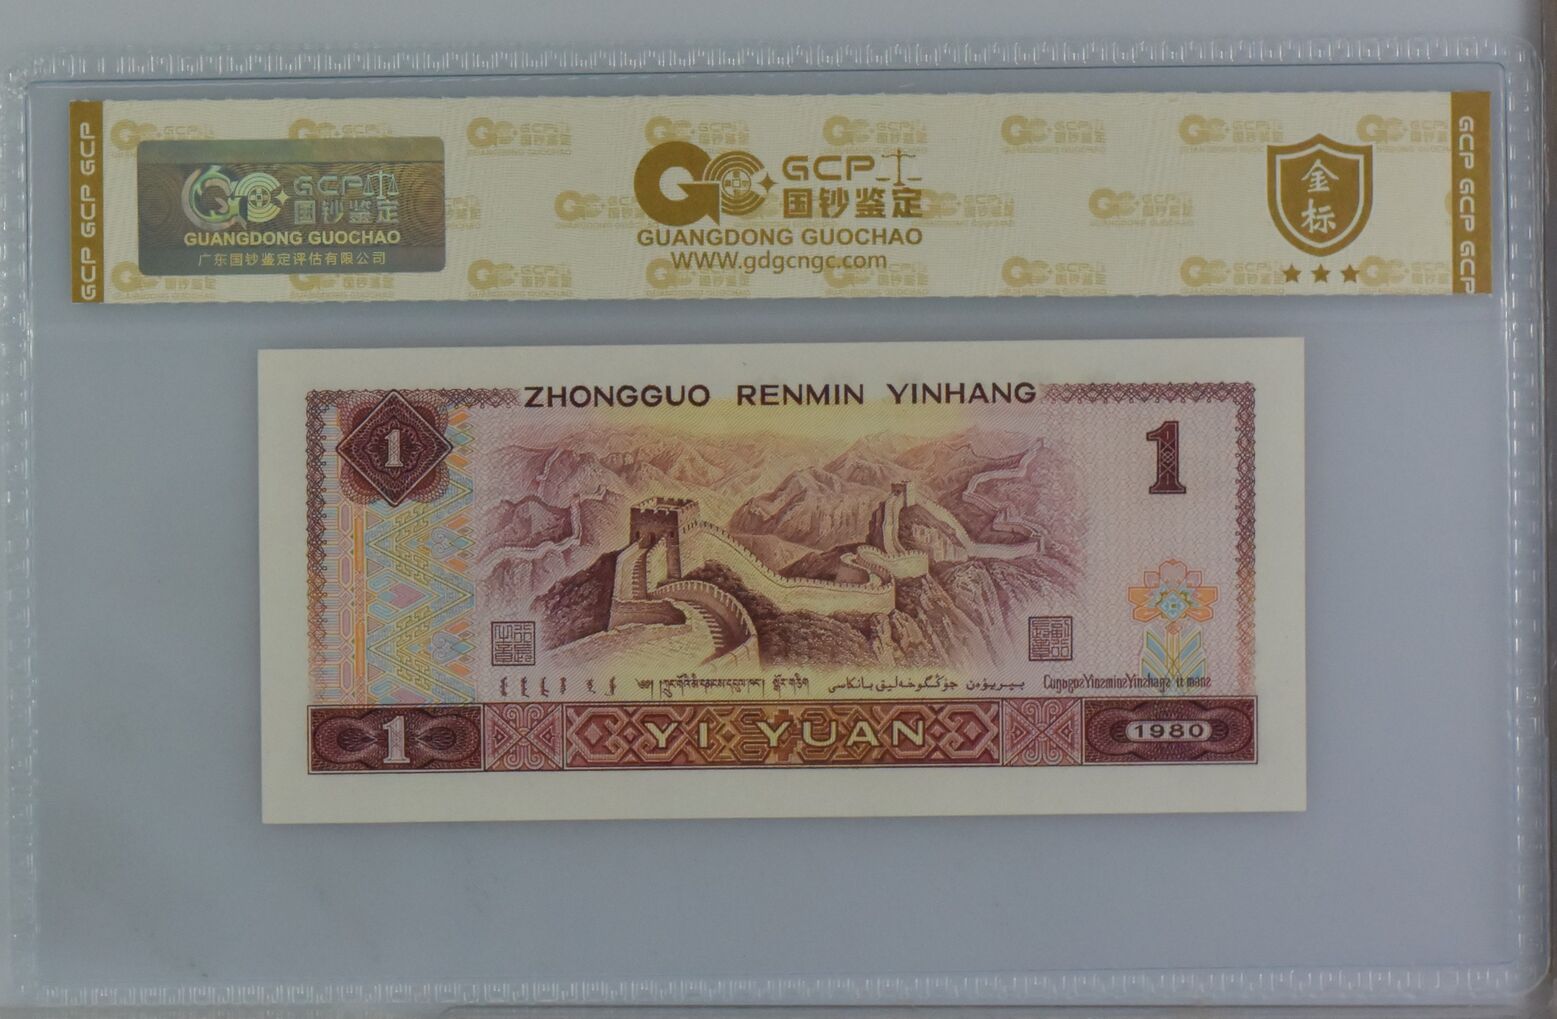 GCP GCP GCP
GCP
国钞鉴定
GUANGDONG GUOCHAO
广东国钞鉴定评估有限公司
GCP
国钞鉴定
GUANGDONG GUOCHAO
WWW.gdgcngc.com
金标
GCP GCP GCP
ZHONGGUO RENMIN YINHANG
1
1
1
YI YUAN
1980